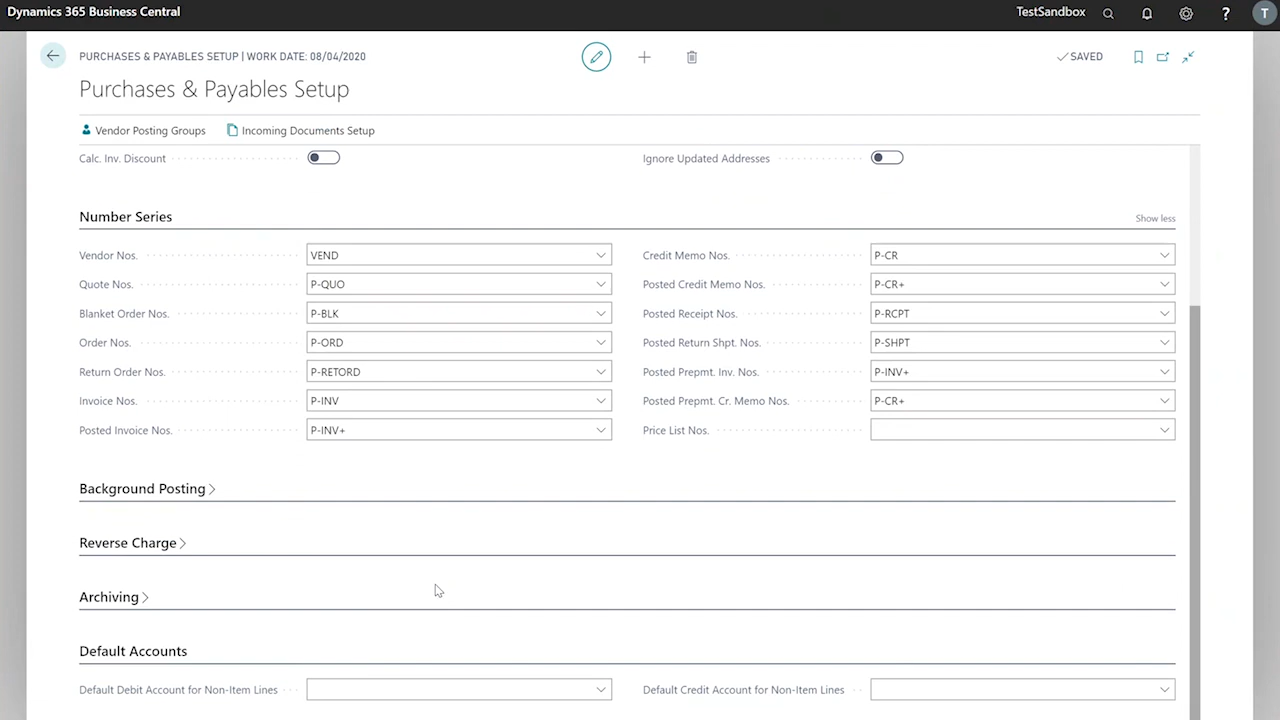 Dynamics 365 Business Central
TestSandbox
?
T
PURCHASES & PAYABLES SETUP | WORK DATE: 08/04/2020
SAVED
Purchases & Payables Setup
Vendor Posting Groups
Incoming Documents Setup
Calc. Inv. Discount
Ignore Updated Addresses
Number Series
Show less
Vendor Nos. VEND
Credit Memo Nos. P-CR
Quote Nos. P-QUO
Posted Credit Memo Nos. P-CR+
Blanket Order Nos. P-BLK
Posted Receipt Nos. P-RCPT
Order Nos. P-ORD
Posted Return Shpt. Nos. P-SHPT
Return Order Nos. P-RETORD
Posted Prepmt. Inv. Nos. P-INV+
Invoice Nos. P-INV
Posted Prepmt. Cr. Memo Nos. P-CR+
Posted Invoice Nos. P-INV+
Price List Nos.
Background Posting
Reverse Charge
Archiving
Default Accounts
Default Debit Account for Non-Item Lines
Default Credit Account for Non-Item Lines